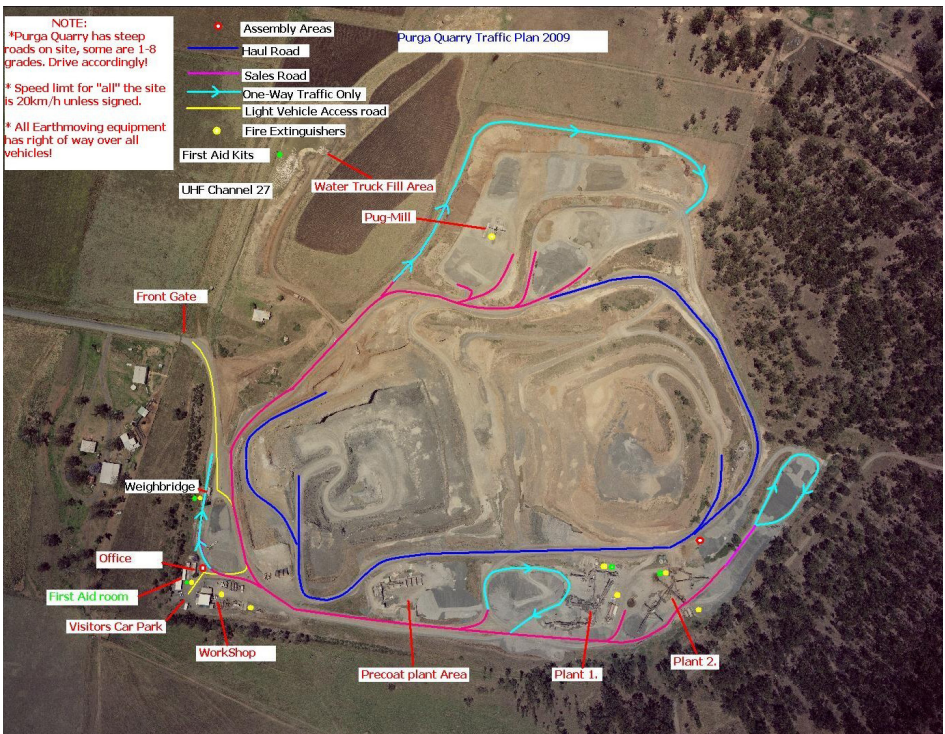 NOTE:
*Purga Quarry has steep
roads on site, some are 1-8
grades. Drive accordingly!
* Speed limt for "all" the site
is 20km/h unless signed.
* All Earthmoving equipment
has right of way over all
vehicles!
Assembly Areas
Haul Road
Sales Road
One-Way Traffic Only
Light Vehicle Access road
Fire Extinguishers
First Aid Kits
UHF Channel 27
Purga Quarry Traffic Plan 2009
Water Truck Fill Area
Pug-Mill
Front Gate
Weighbridge
Office
First Aid room
Visitors Car Park
WorkShop
Precoat plant Area
Plant 1.
Plant 2.